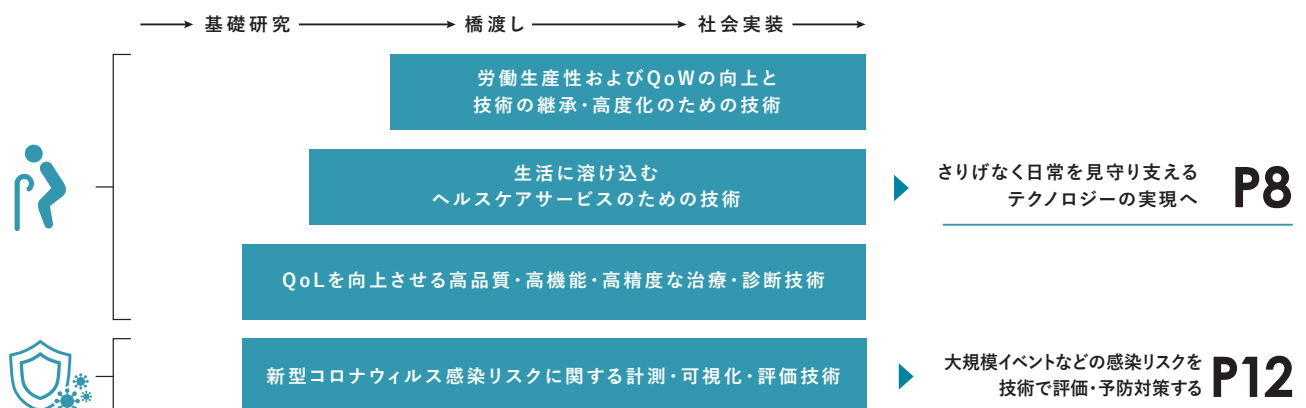 基礎研究 橋渡し 社会実装
労働生産性およびQoWの向上と
技術の継承・高度化のための技術
生活に溶け込む
ヘルスケアサービスのための技術
さりげなく日常を見守り支える
テクノロジーの実現へ
P8
QoLを向上させる高品質・高機能・高精度な治療・診断技術
新型コロナウィルス感染リスクに関する計測・可視化・評価技術
大規模イベントなどの感染リスクを
技術で評価・予防対策する
P12